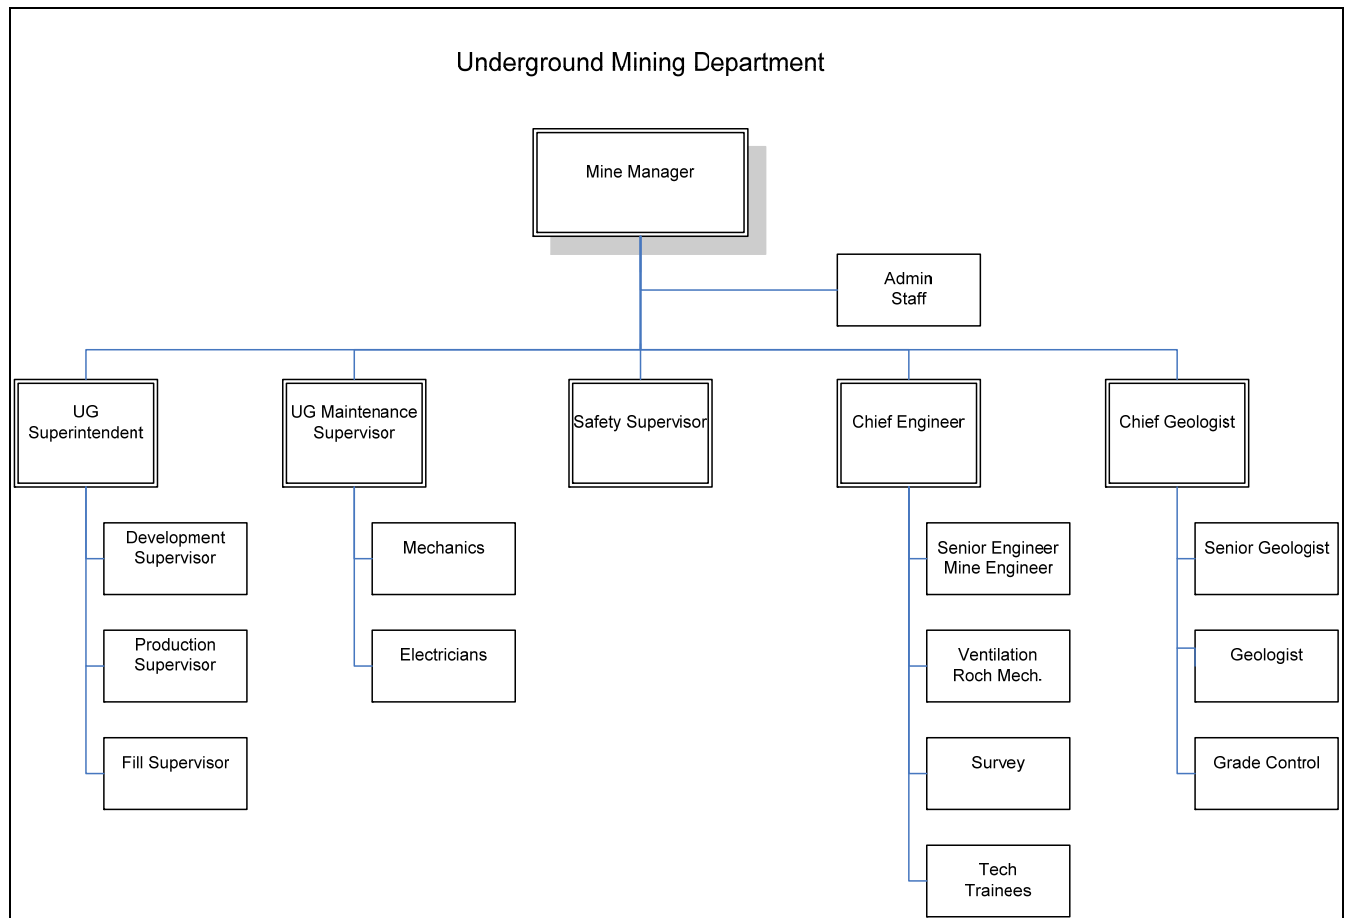 Underground Mining Department
Mine Manager
Admin
Staff
UG
Superintendent
UG Maintenance
Supervisor
Safety Supervisor
Chief Engineer
Chief Geologist
Development
Supervisor
Mechanics
Senior Engineer
Mine Engineer
Senior Geologist
Production
Supervisor
Electricians
Ventilation
Roch Mech.
Geologist
Fill Supervisor
Survey
Grade Control
Tech
Trainees